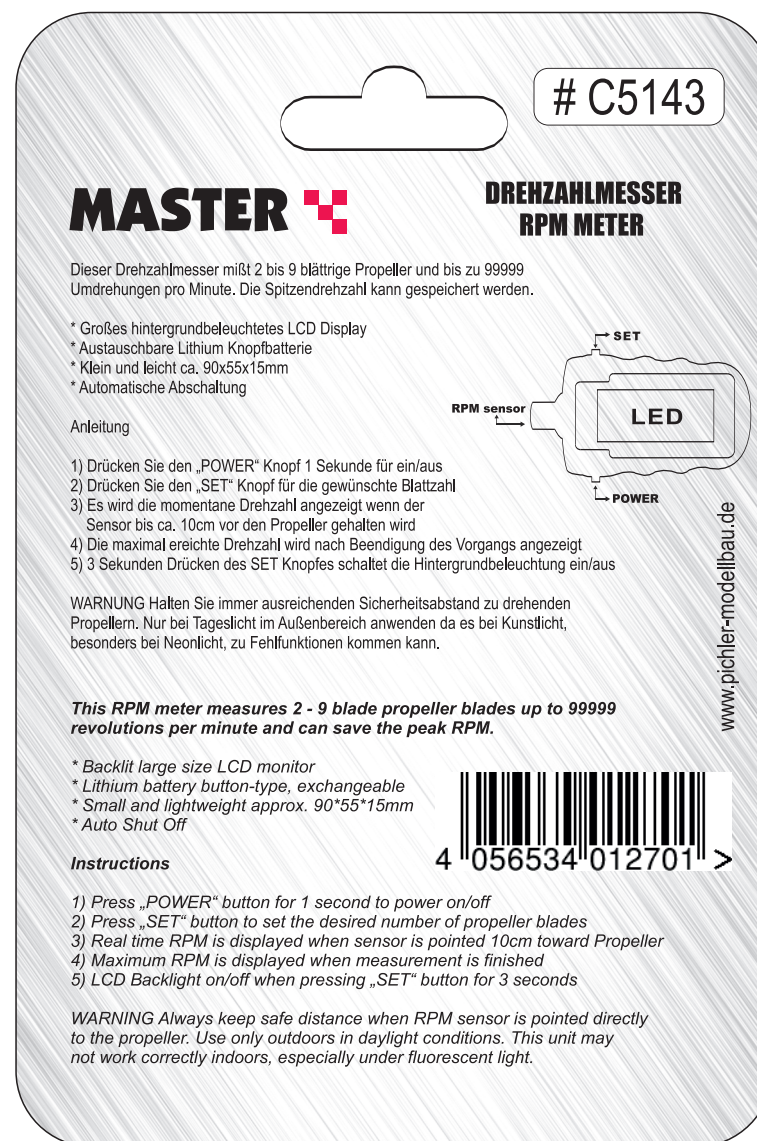 # C5143
MASTER
DREHZAHLMESSER
RPM METER
Dieser Drehzahlmesser mißt 2 bis 9 blättrige Propeller und bis zu 99999
Umdrehungen pro Minute. Die Spitzendrehzahl kann gespeichert werden.
* Großes hintergrundbeleuchtetes LCD Display
* Austauschbare Lithium Knopfbatterie
* Klein und leicht ca. 90x55x15mm
* Automatische Abschaltung
SET
RPM sensor
LED
POWER
Anleitung
1) Drücken Sie den „POWER“ Knopf 1 Sekunde für ein/aus
2) Drücken Sie den „SET“ Knopf für die gewünschte Blattzahl
3) Es wird die momentane Drehzahl angezeigt wenn der
Sensor bis ca. 10cm vor den Propeller gehalten wird
4) Die maximal ereichte Drehzahl wird nach Beendigung des Vorgangs angezeigt
5) 3 Sekunden Drücken des SET Knopfes schaltet die Hintergrundbeleuchtung ein/aus
WARNUNG Halten Sie immer ausreichenden Sicherheitsabstand zu drehenden
Propellern. Nur bei Tageslicht im Außenbereich anwenden da es bei Kunstlicht,
besonders bei Neonlicht, zu Fehlfunktionen kommen kann.
www.pichler-modellbau.de
This RPM meter measures 2 - 9 blade propeller blades up to 99999
revolutions per minute and can save the peak RPM.
* Backlit large size LCD monitor
* Lithium battery button-type, exchangeable
* Small and lightweight approx. 90*55*15mm
* Auto Shut Off
4 056534 012701 >
Instructions
1) Press „POWER“ button for 1 second to power on/off
2) Press „SET“ button to set the desired number of propeller blades
3) Real time RPM is displayed when sensor is pointed 10cm toward Propeller
4) Maximum RPM is displayed when measurement is finished
5) LCD Backlight on/off when pressing „SET“ button for 3 seconds
WARNING Always keep safe distance when RPM sensor is pointed directly
to the propeller. Use only outdoors in daylight conditions. This unit may
not work correctly indoors, especially under fluorescent light.